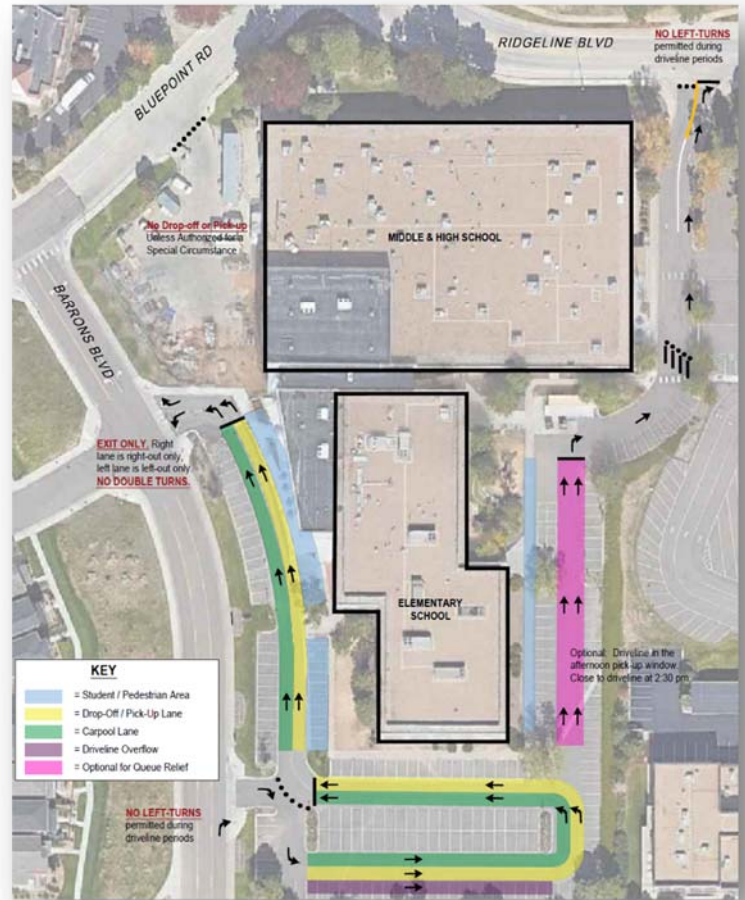 RIDGELINE BLVD
NO LEFT-TURNS
permitted during
driveline periods
BLUEPOINT RD
No Drop-off or Pick-up
Unless Authorized for a
Special Circumstance
MIDDLE & HIGH SCHOOL
BARRONS BLVD
EXIT ONLY. Right
lane is right-out only,
left lane is left-out only.
NO DOUBLE TURNS.
ELEMENTARY
SCHOOL
Optional: Driveline in the
afternoon pick-up window.
Close to driveline at 2:30 pm.
KEY
= Student / Pedestrian Area
= Drop-Off / Pick-Up Lane
= Carpool Lane
= Driveline Overflow
= Optional for Queue Relief
NO LEFT-TURNS
permitted during
driveline periods